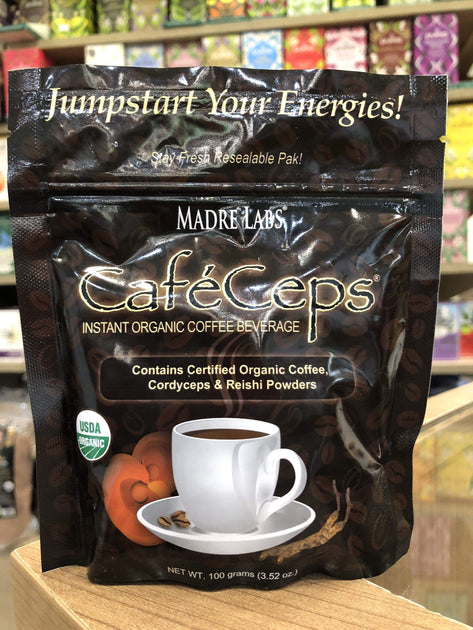 Jumpstart Your Energies!
Stay Fresh Resealable Pak!
MADRE LABS®
CaféCeps®
INSTANT ORGANIC COFFEE BEVERAGE
Contains Certified Organic Coffee,
Cordyceps & Reishi Powders
USDA
ORGANIC
NET WT. 100 grams (3.52 oz.)